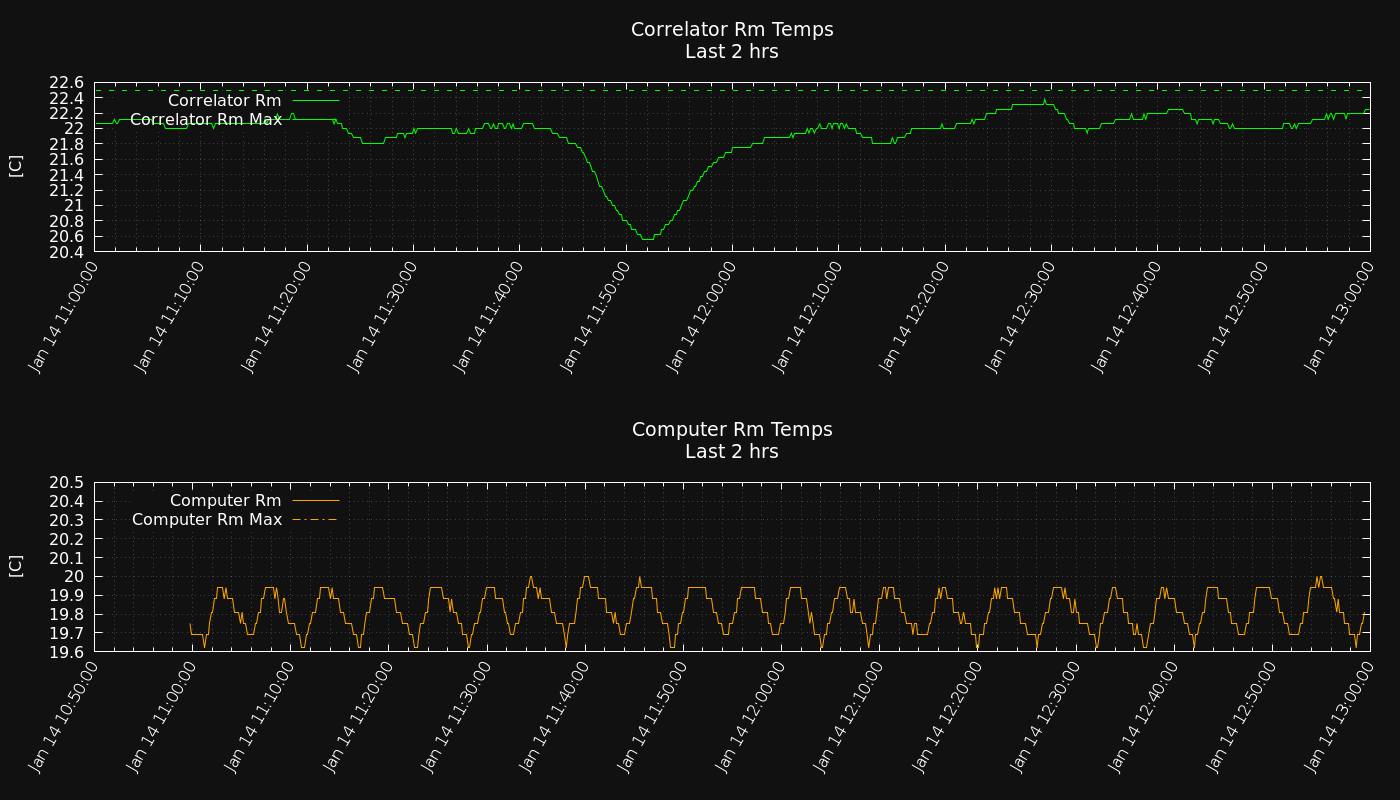 Correlator Rm Temps
Last 2 hrs
22.6
22.4
22.2
22
21.8
21.6
21.4
21.2
21
20.8
20.6
20.4
[C]
Correlator Rm
Correlator Rm Max
Jan 14 11:00:00
Jan 14 11:10:00
Jan 14 11:20:00
Jan 14 11:30:00
Jan 14 11:40:00
Jan 14 11:50:00
Jan 14 12:00:00
Jan 14 12:10:00
Jan 14 12:20:00
Jan 14 12:30:00
Jan 14 12:40:00
Jan 14 12:50:00
Jan 14 13:00:00
Computer Rm Temps
Last 2 hrs
20.5
20.4
20.3
20.2
20.1
20
19.9
19.8
19.7
19.6
[C]
Computer Rm
Computer Rm Max
Jan 14 10:50:00
Jan 14 11:00:00
Jan 14 11:10:00
Jan 14 11:20:00
Jan 14 11:30:00
Jan 14 11:40:00
Jan 14 11:50:00
Jan 14 12:00:00
Jan 14 12:10:00
Jan 14 12:20:00
Jan 14 12:30:00
Jan 14 12:40:00
Jan 14 12:50:00
Jan 14 13:00:00